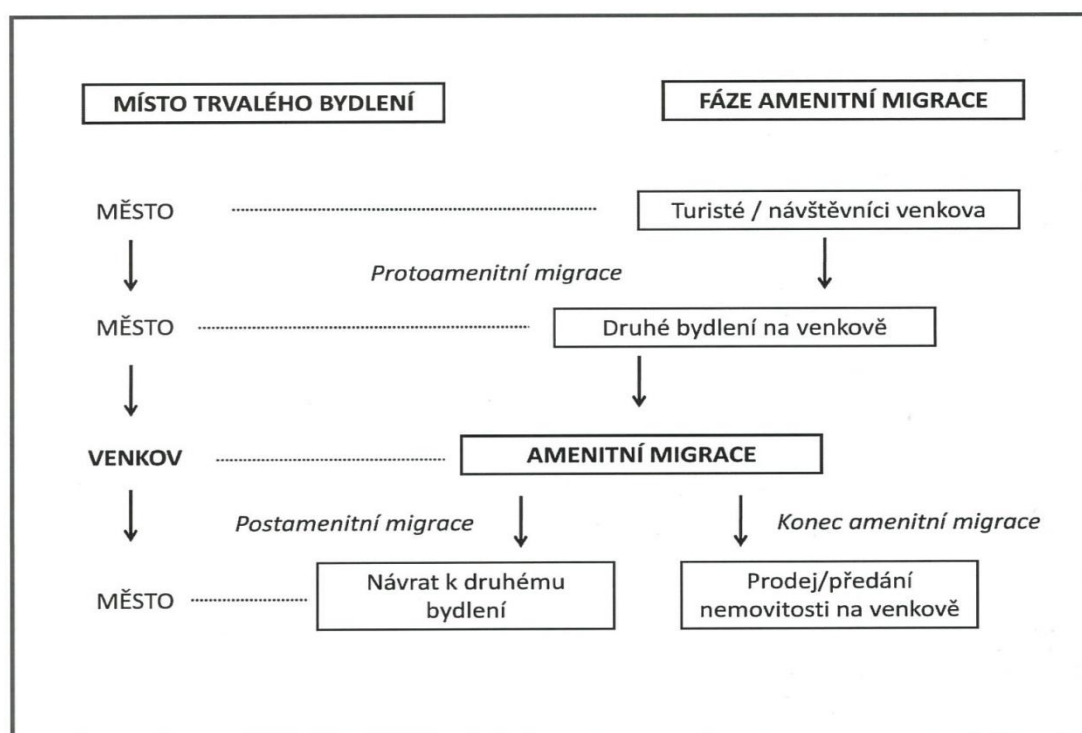 MÍSTO TRVALÉHO BYDLENÍ
FÁZE AMENITNÍ MIGRACE
MĚSTO
Turisté / návštěvníci venkova
Protoamenitní migrace
MĚSTO
Druhé bydlení na venkově
VENKOV
AMENITNÍ MIGRACE
Postamenitní migrace
Konec amenitní migrace
MĚSTO
Návrat k druhému
bydlení
Prodej/předání
nemovitosti na venkově